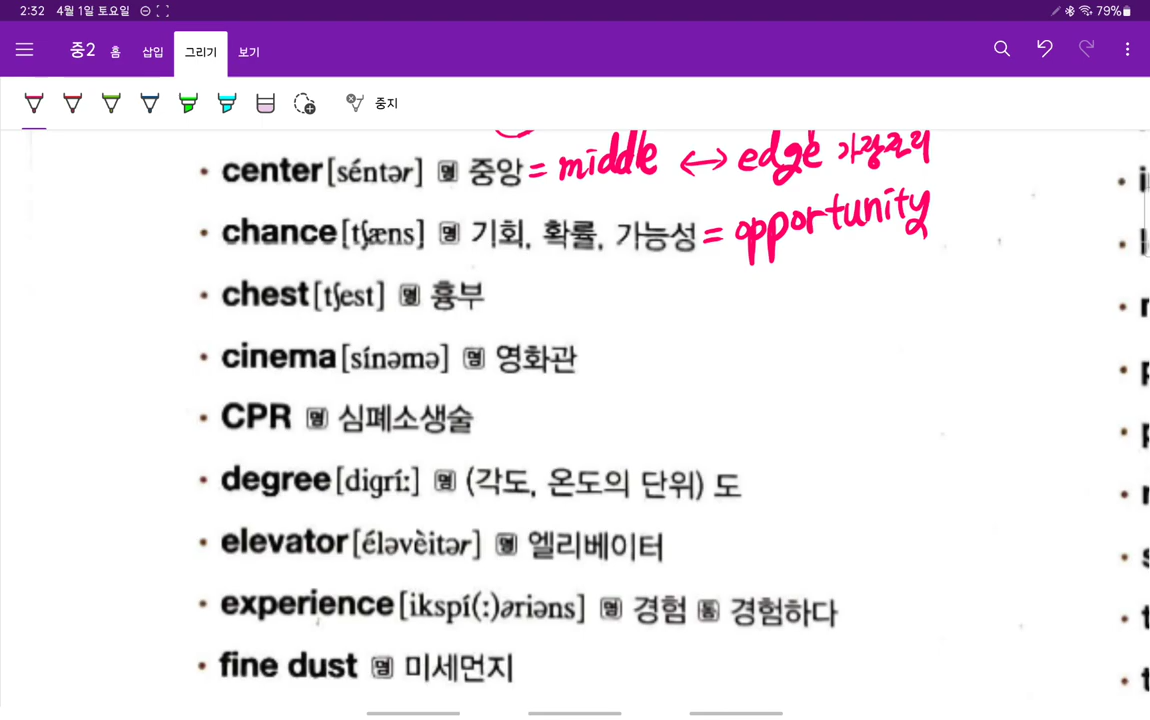 2:32 4월 1일 토요일 79%
중2 홈 삽입 그리기 보기
중지
center[séntər] 명 중앙 = middle ↔ edge 가장자리
chance[tʃæns] 명 기회, 확률, 가능성 = opportunity
chest[tʃest] 명 흉부
cinema[sínəmə] 명 영화관
CPR 명 심폐소생술
degree[digríː] 명 (각도, 온도의 단위) 도
elevator[éləvèitər] 명 엘리베이터
experience[ikspí(ː)əriəns] 명 경험 동 경험하다
fine dust 명 미세먼지